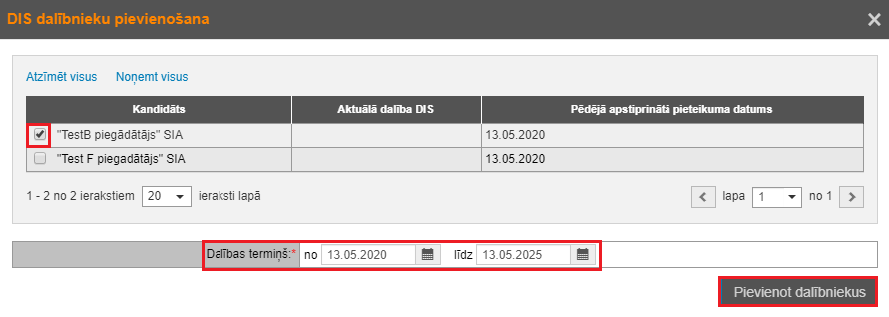 DIS dalībnieku pievienošana
Atzīmēt visus Noņemt visus
Kandidāts Aktuālā dalība DIS Pēdējā apstiprinātā pieteikuma datums
"TestB piegādātājs" SIA 13.05.2020
"Test F piegadātājs" SIA 13.05.2020
1 - 2 no 2 ierakstiem 20 ieraksti lapā lapa 1 no 1
Dalības termiņš:* no 13.05.2020 līdz 13.05.2025
Pievienot dalībniekus